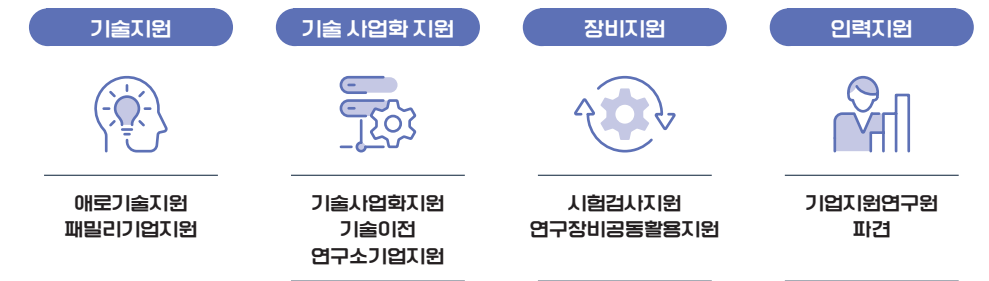 기술지원
애로기술지원
패밀리기업지원
기술 사업화 지원
기술사업화지원
기술이전
연구소기업지원
장비지원
시험검사지원
연구장비공동활용지원
인력지원
기업지원연구원
파견